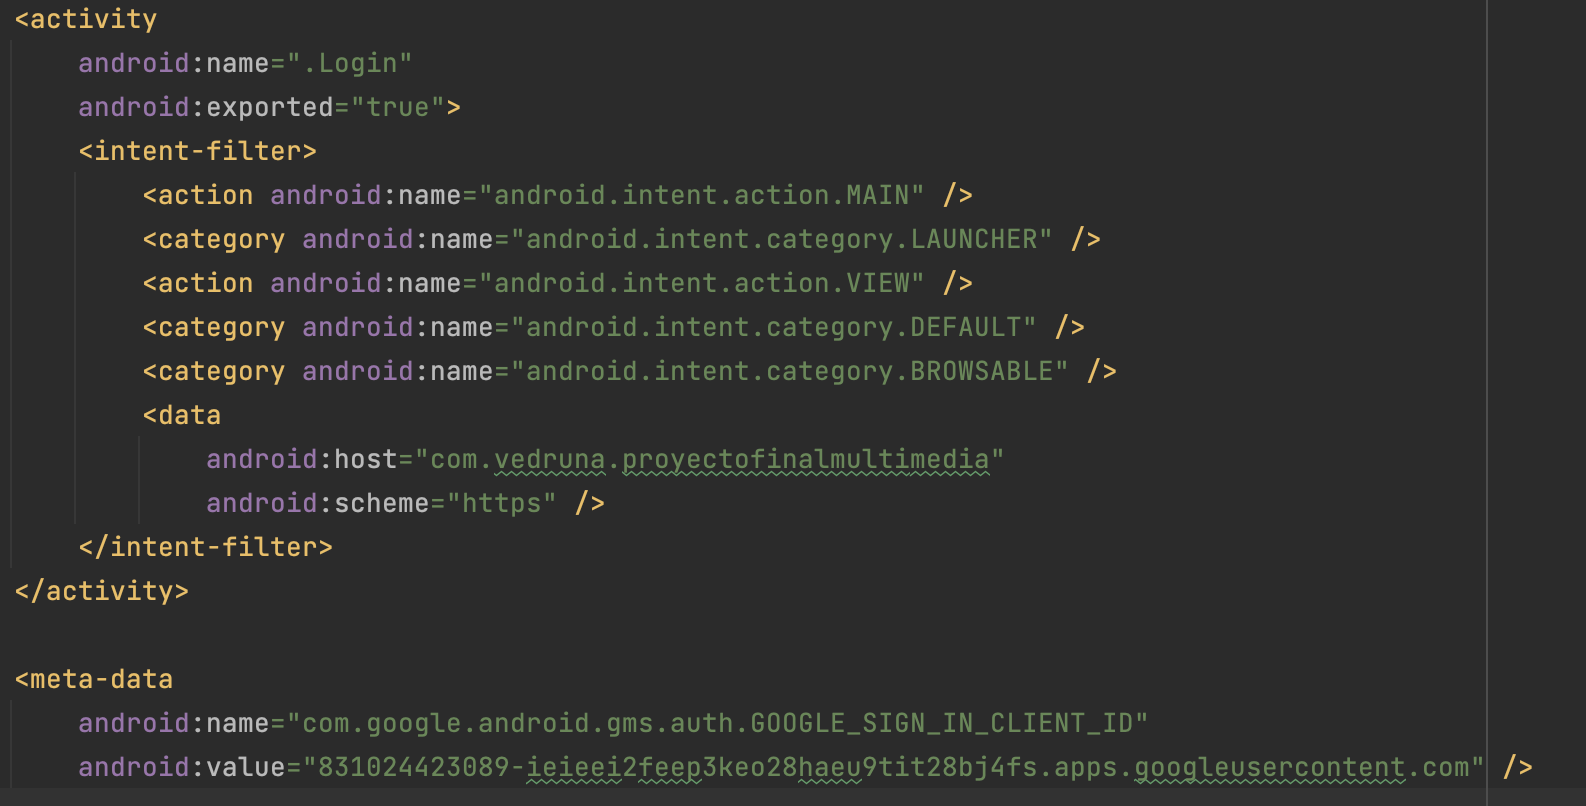 <activity
android:name=".Login"
android:exported="true">
<intent-filter>
<action android:name="android.intent.action.MAIN" />
<category android:name="android.intent.category.LAUNCHER" />
<action android:name="android.intent.action.VIEW" />
<category android:name="android.intent.category.DEFAULT" />
<category android:name="android.intent.category.BROWSABLE" />
<data
android:host="com.vedruna.proyectofinalmultimedia"
android:scheme="https" />
</intent-filter>
</activity>
<meta-data
android:name="com.google.android.gms.auth.GOOGLE_SIGN_IN_CLIENT_ID"
android:value="831024423089-ieieei2feep3keo28haeu9tit28bj4fs.apps.googleusercontent.com" />